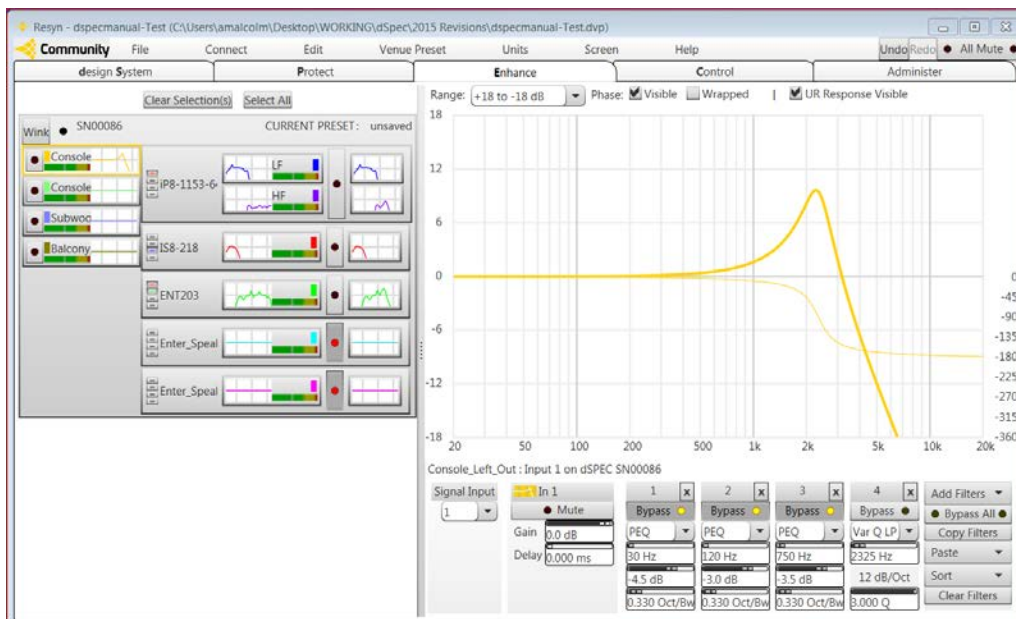 Resyn - dspecmanual-Test (C:\Users\amalcolm\Desktop\WORKING\dSpec\2015 Revisions\dspecmanual-Test.dvp)
Community File Connect Edit Venue Preset Units Screen Help Undo Redo All Mute
design System Protect Enhance Control Administer
Clear Selection(s) Select All
Range: +18 to -18 dB Phase: Visible Wrapped | UR Response Visible
Wink SN00086 CURRENT PRESET: unsaved
Console
Console
Subwoo
Balcony
iP8-1153-6
LF
HF
IS8-218
ENT203
Enter_Speal
Enter_Speal
18
12
6
0
-6
-12
-18
0
-45
-90
-135
-180
-225
-270
-315
-360
20 50 100 200 500 1k 2k 5k 10k 20k
Console_Left_Out : Input 1 on dSPEC SN00086
Signal Input In 1 1 x 2 x 3 x 4 x Add Filters
1 Mute Bypass Bypass Bypass Bypass Bypass All
Gain 0.0 dB PEQ PEQ PEQ Var Q LP Copy Filters
Delay 0.000 ms 30 Hz 120 Hz 750 Hz 2325 Hz Paste
-4.5 dB -3.0 dB -3.5 dB 12 dB/Oct Sort
0.330 Oct/Bw 0.330 Oct/Bw 0.330 Oct/Bw 3.000 Q Clear Filters